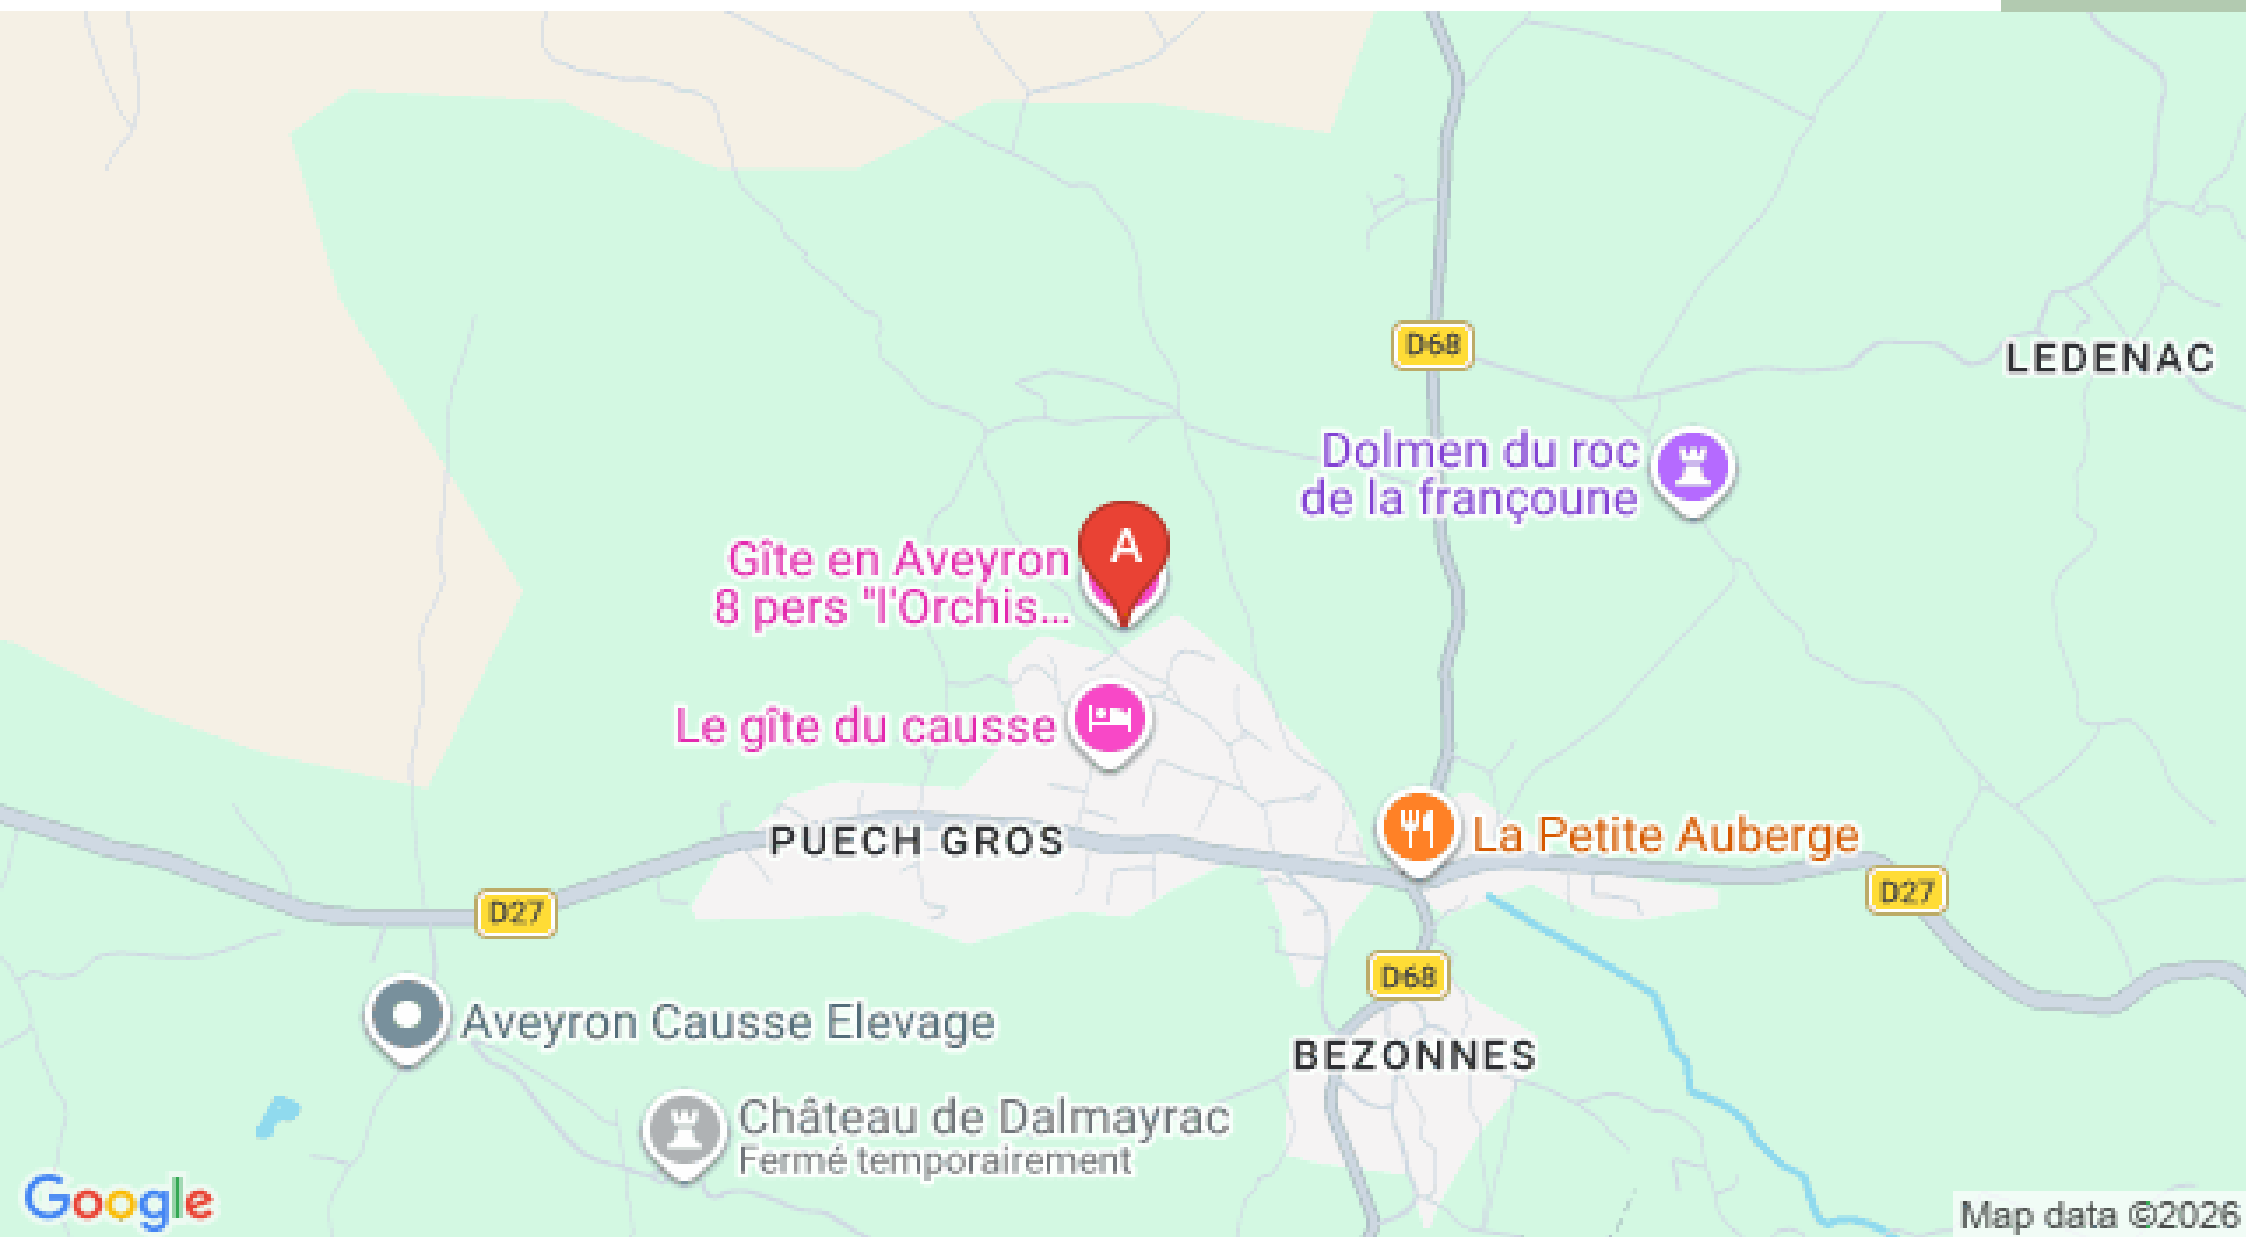 D68
LEDENAC
Dolmen du roc
de la françoune
A
Gîte en Aveyron
8 pers "l'Orchis...
Le gîte du causse
La Petite Auberge
PUECH GROS
D27
D27
D68
Aveyron Causse Elevage
BEZONNES
Château de Dalmayrac
Fermé temporairement
Google
Map data ©2026